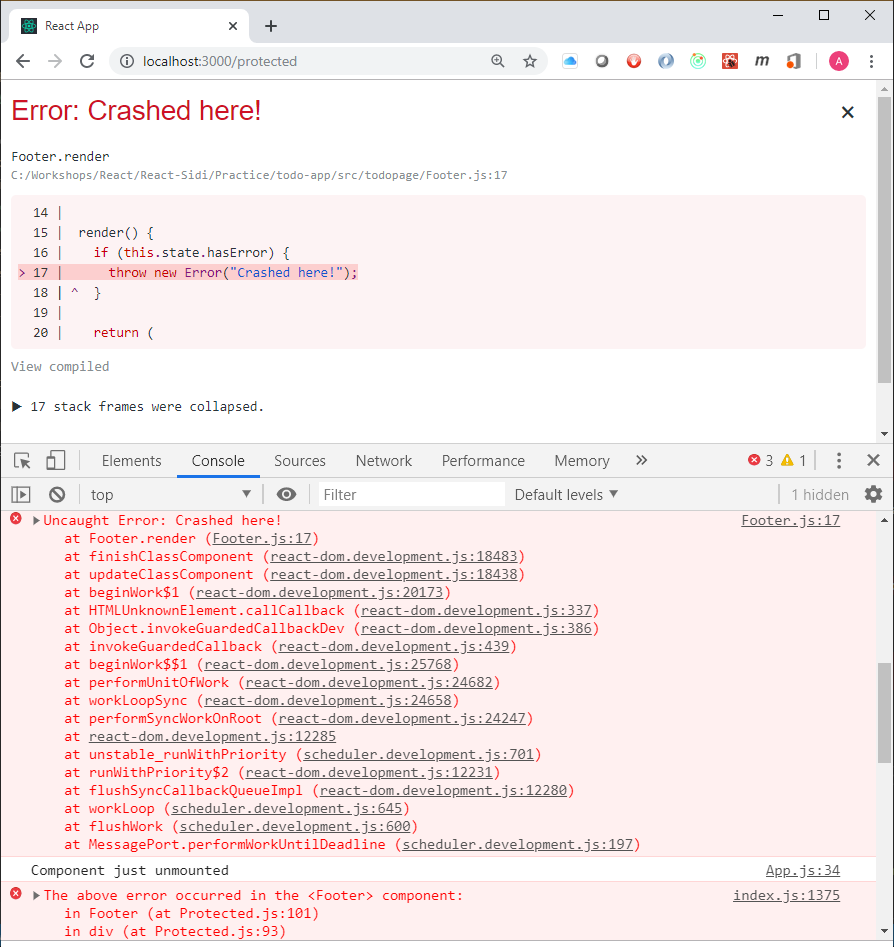 React App
localhost:3000/protected
m
A
Error: Crashed here!
Footer.render
C:/Workshops/React/React-Sidi/Practice/todo-app/src/todopage/Footer.js:17
14 |
15 |  render() {
16 |    if (this.state.hasError) {
> 17 |      throw new Error("Crashed here!");
18 | ^  }
19 |
20 |    return (
View compiled
▶ 17 stack frames were collapsed.
Elements Console Sources Network Performance Memory » 3 1
top Filter Default levels 1 hidden
Uncaught Error: Crashed here! Footer.js:17
at Footer.render (Footer.js:17)
at finishClassComponent (react-dom.development.js:18483)
at updateClassComponent (react-dom.development.js:18438)
at beginWork$1 (react-dom.development.js:20173)
at HTMLUnknownElement.callCallback (react-dom.development.js:337)
at Object.invokeGuardedCallbackDev (react-dom.development.js:386)
at invokeGuardedCallback (react-dom.development.js:439)
at beginWork$$1 (react-dom.development.js:25768)
at performUnitOfWork (react-dom.development.js:24682)
at workLoopSync (react-dom.development.js:24658)
at performSyncWorkOnRoot (react-dom.development.js:24247)
at react-dom.development.js:12285
at unstable_runWithPriority (scheduler.development.js:701)
at runWithPriority$2 (react-dom.development.js:12231)
at flushSyncCallbackQueueImpl (react-dom.development.js:12280)
at workLoop (scheduler.development.js:645)
at flushWork (scheduler.development.js:600)
at MessagePort.performWorkUntilDeadline (scheduler.development.js:197)
Component just unmounted App.js:34
The above error occurred in the <Footer> component: index.js:1375
in Footer (at Protected.js:101)
in div (at Protected.js:93)